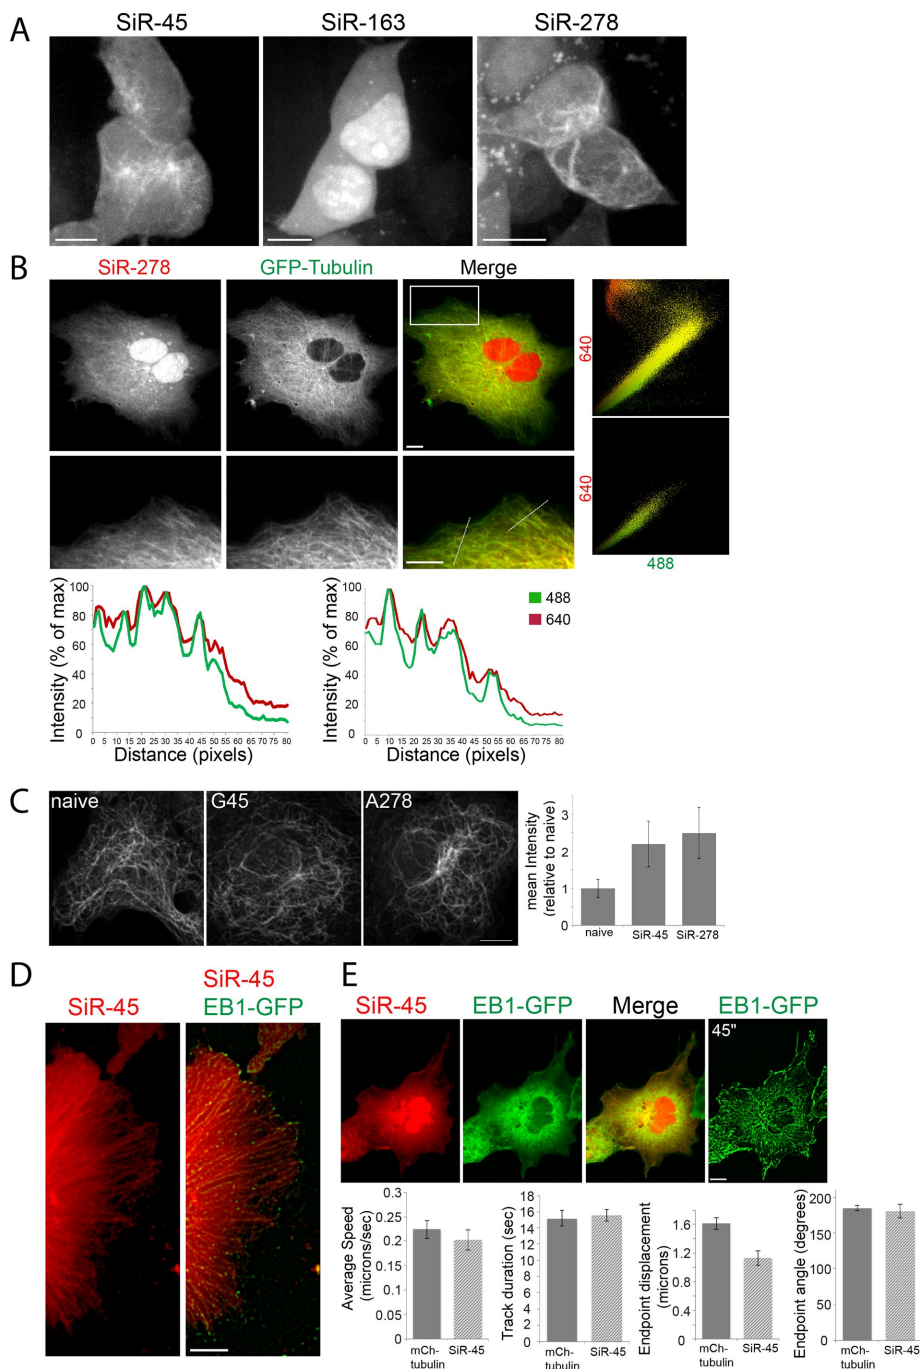 A
SiR-45
SiR-163
SiR-278
B
SiR-278
GFP-Tubulin
Merge
640
640
488
Intensity (% of max)
100
80
60
40
20
0
0 5 10 15 20 25 30 35 40 45 50 55 60 65 70 75 80
Distance (pixels)
Intensity (% of max)
100
80
60
40
20
0
0 5 10 15 20 25 30 35 40 45 50 55 60 65 70 75 80
Distance (pixels)
488
640
C
naive
G45
A278
mean Intensity
(relative to naive)
3
2
1
0
naive
SiR-45
SiR-278
D
SiR-45
SiR-45
EB1-GFP
E
SiR-45
EB1-GFP
Merge
EB1-GFP
45"
Average Speed
(microns/sec)
0.3
0.25
0.2
0.15
0.1
0.05
0
mCh-
tubulin
SiR-45
Track duration (sec)
18
16
14
12
10
8
6
4
2
0
mCh-
tubulin
SiR-45
Endpoint displacement
(microns)
1.6
1.2
0.8
0.4
0
mCh-
tubulin
SiR-45
Endpoint angle (degrees)
200
150
100
50
0
mCh-
tubulin
SiR-45